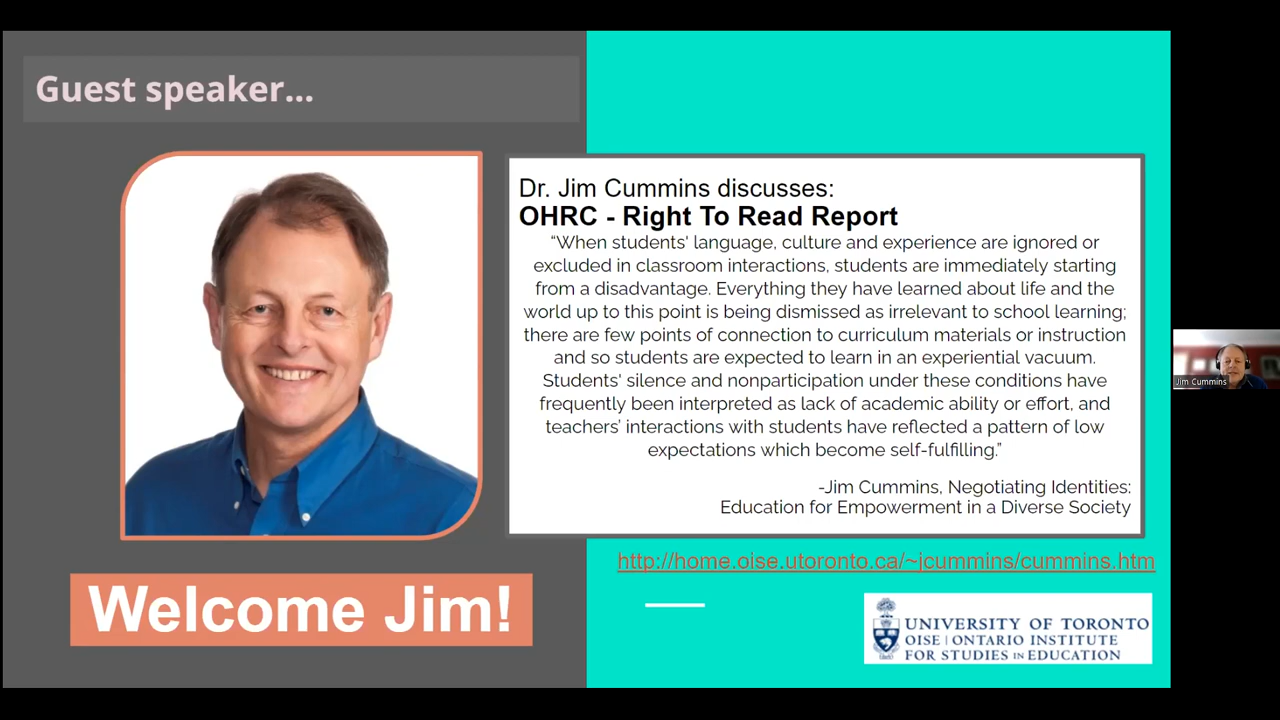 Guest speaker...
Dr. Jim Cummins discusses:
OHRC - Right To Read Report
“When students' language, culture and experience are ignored or
excluded in classroom interactions, students are immediately starting
from a disadvantage. Everything they have learned about life and the
world up to this point is being dismissed as irrelevant to school learning;
there are few points of connection to curriculum materials or instruction
and so students are expected to learn in an experiential vacuum.
Students' silence and nonparticipation under these conditions have
frequently been interpreted as lack of academic ability or effort, and
teachers’ interactions with students have reflected a pattern of low
expectations which become self-fulfilling.”
-Jim Cummins, Negotiating Identities:
Education for Empowerment in a Diverse Society
http://home.oise.utoronto.ca/~jcummins/cummins.htm
Welcome Jim!
UNIVERSITY OF TORONTO
OISE | ONTARIO INSTITUTE
FOR STUDIES IN EDUCATION
Jim Cummins